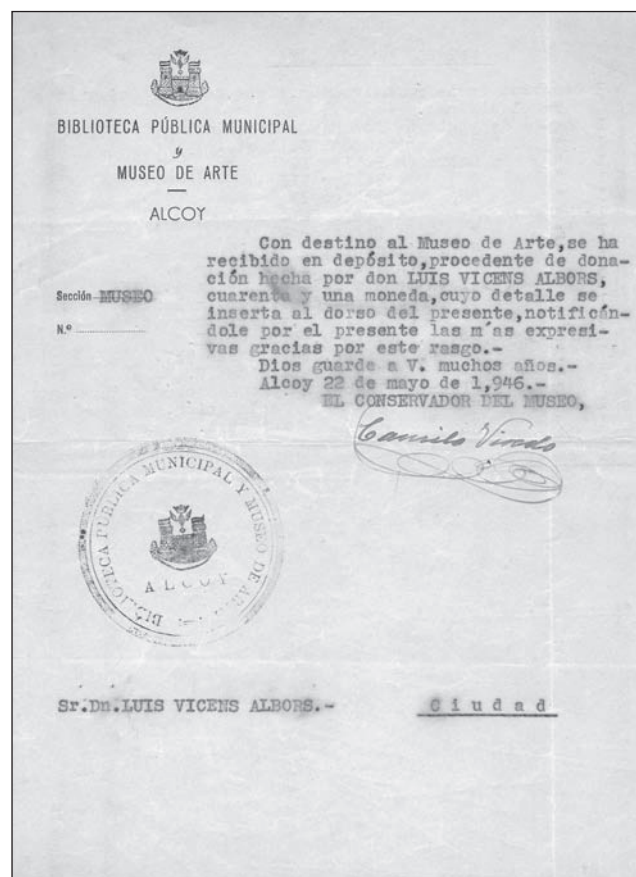 BIBLIOTECA PÚBLICA MUNICIPAL
y
MUSEO DE ARTE
ALCOY
Con destino al Museo de Arte,se ha
recibido en depósito,procedente de dona-
ción hecha por don LUIS VICENS ALBORS,
Sección MUSEO
cuarenta y una moneda,cuyo detalle se
inserta al dorso del presente,notificán-
N.º
dole por el presente las m'as expresi-
vas gracias por este rasgo.-
Dios guarde a V. muchos años.-
Alcoy 22 de mayo de 1,946.-
EL CONSERVADOR DEL MUSEO,
Camilo
BIBLIOTECA PÚBLICA MUNICIPAL Y MUSEO DE ARTE
ALCOY
Sr.Dn.LUIS VICENS ALBORS.-
Ciudad